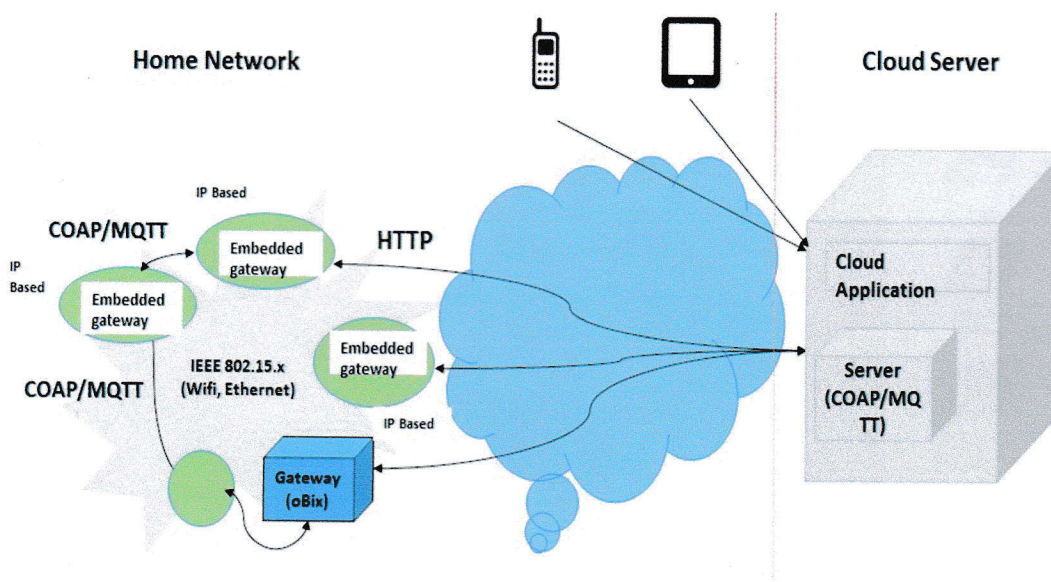 Home Network
Cloud Server
IP Based
COAP/MQTT
Embedded
gateway
HTTP
IP
Based
Embedded
gateway
Cloud
Application
IEEE 802.15.x
(Wifi, Ethernet)
Embedded
gateway
COAP/MQTT
Server
(COAP/MQ
TT)
IP Based
Gateway
(oBix)